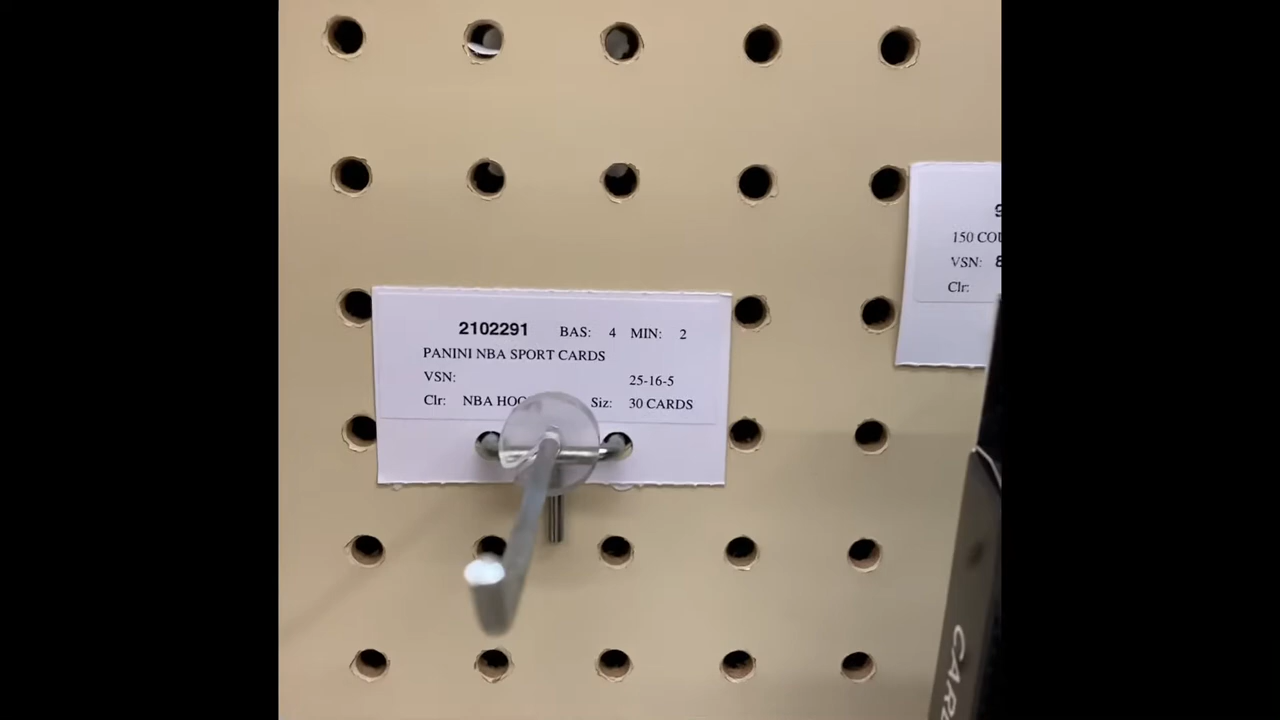 2102291 BAS: 4 MIN: 2
PANINI NBA SPORT CARDS
VSN: 25-16-5
Clr: NBA Siz: 30 CARDS
150
VSN:
Clr: